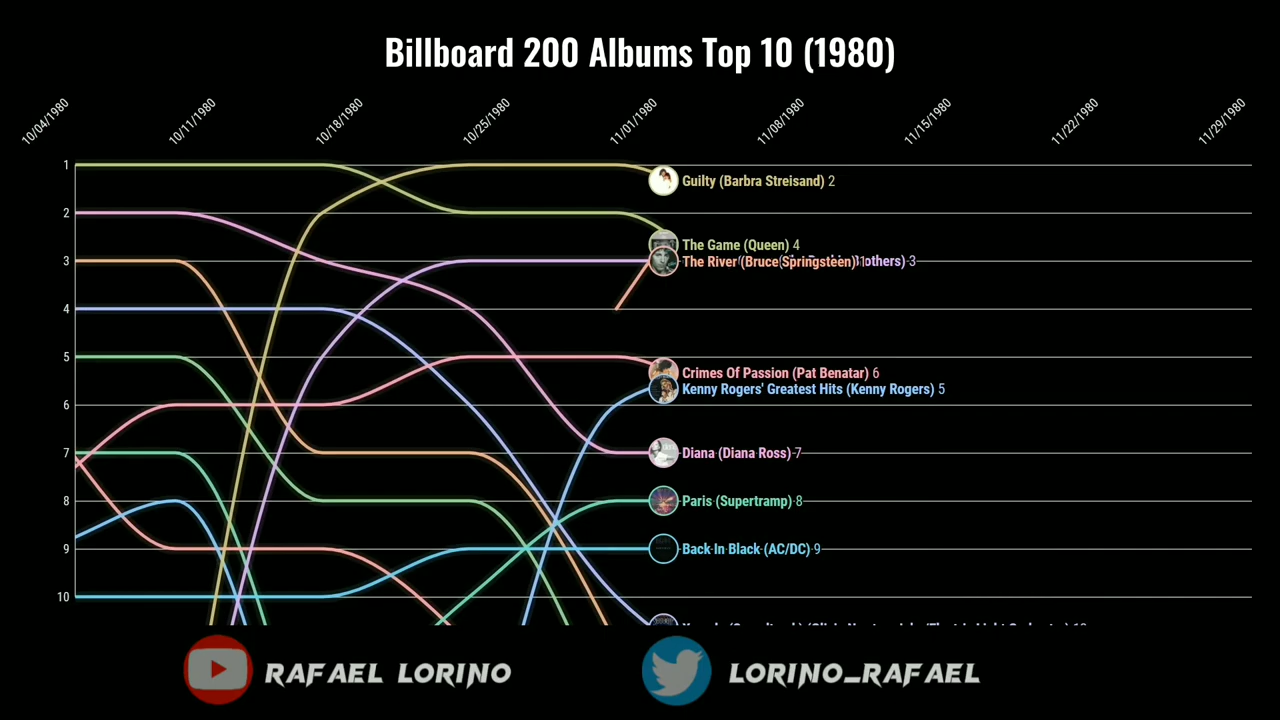 Billboard 200 Albums Top 10 (1980)
10/04/1980 10/11/1980 10/18/1980 10/25/1980 11/01/1980 11/08/1980 11/15/1980 11/22/1980 11/29/1980
1
Guilty (Barbra Streisand) 2
2
The Game (Queen) 4
3
The River (Bruce Springsteen) 1
others) 3
4
5
Crimes Of Passion (Pat Benatar) 6
Kenny Rogers' Greatest Hits (Kenny Rogers) 5
6
7
Diana (Diana Ross) 7
8
Paris (Supertramp) 8
9
Back In Black (AC/DC) 9
10
RAFAEL LORINO
LORINO_RAFAEL